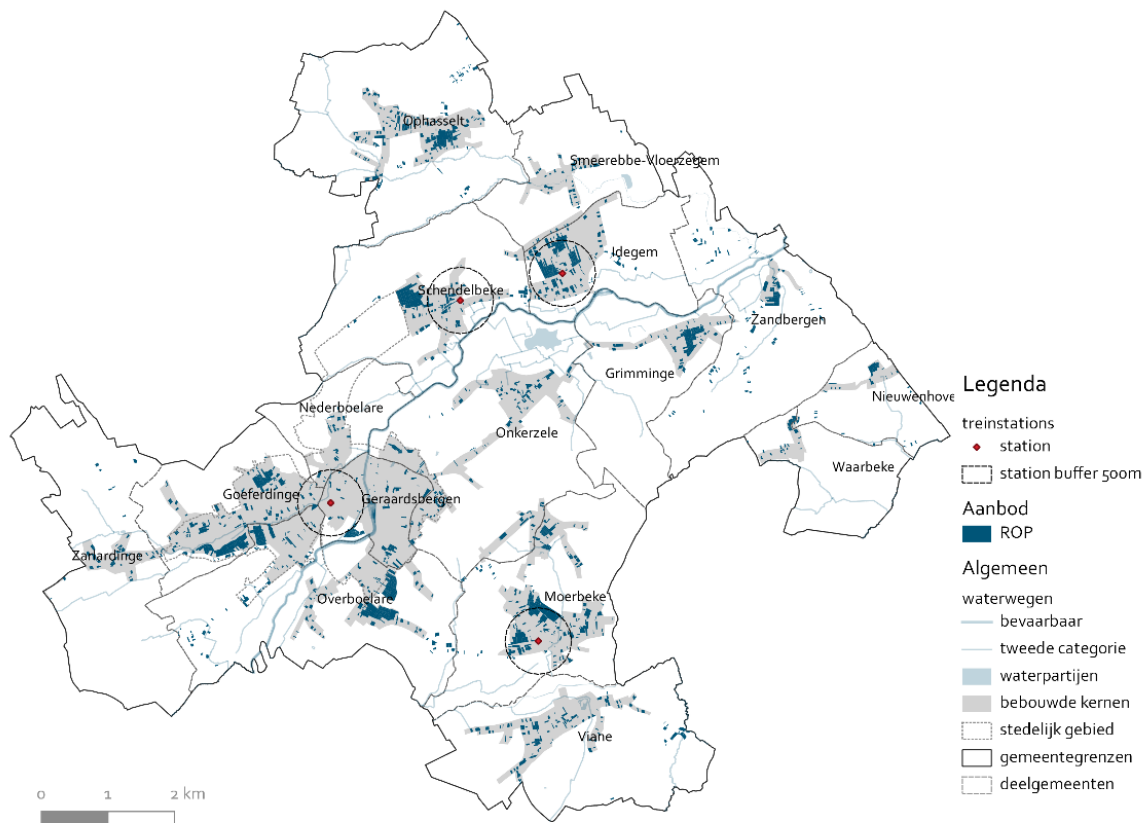 Ophasselt
Smeerebbe-Vloerzegem
Idegem
Schendelbeke
Zandbergen
Grimminge
Nieuwenhove
Nederboelare
Onkerzele
Waarbeke
Goeferdinge
Geraardsbergen
Zarlardinge
Overboelare
Moerbeke
Viane
0 1 2 km
Legenda
treinstations
station
station buffer 500m
Aanbod
ROP
Algemeen
waterwegen
bevaarbaar
tweede categorie
waterpartijen
bebouwde kernen
stedelijk gebied
gemeentegrenzen
deelgemeenten